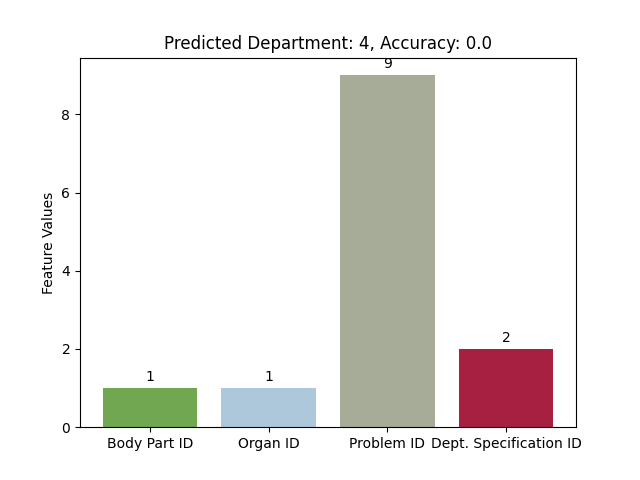 Predicted Department: 4, Accuracy: 0.0
Feature Values
8
6
4
2
0
1
1
9
2
Body Part ID
Organ ID
Problem ID
Dept. Specification ID